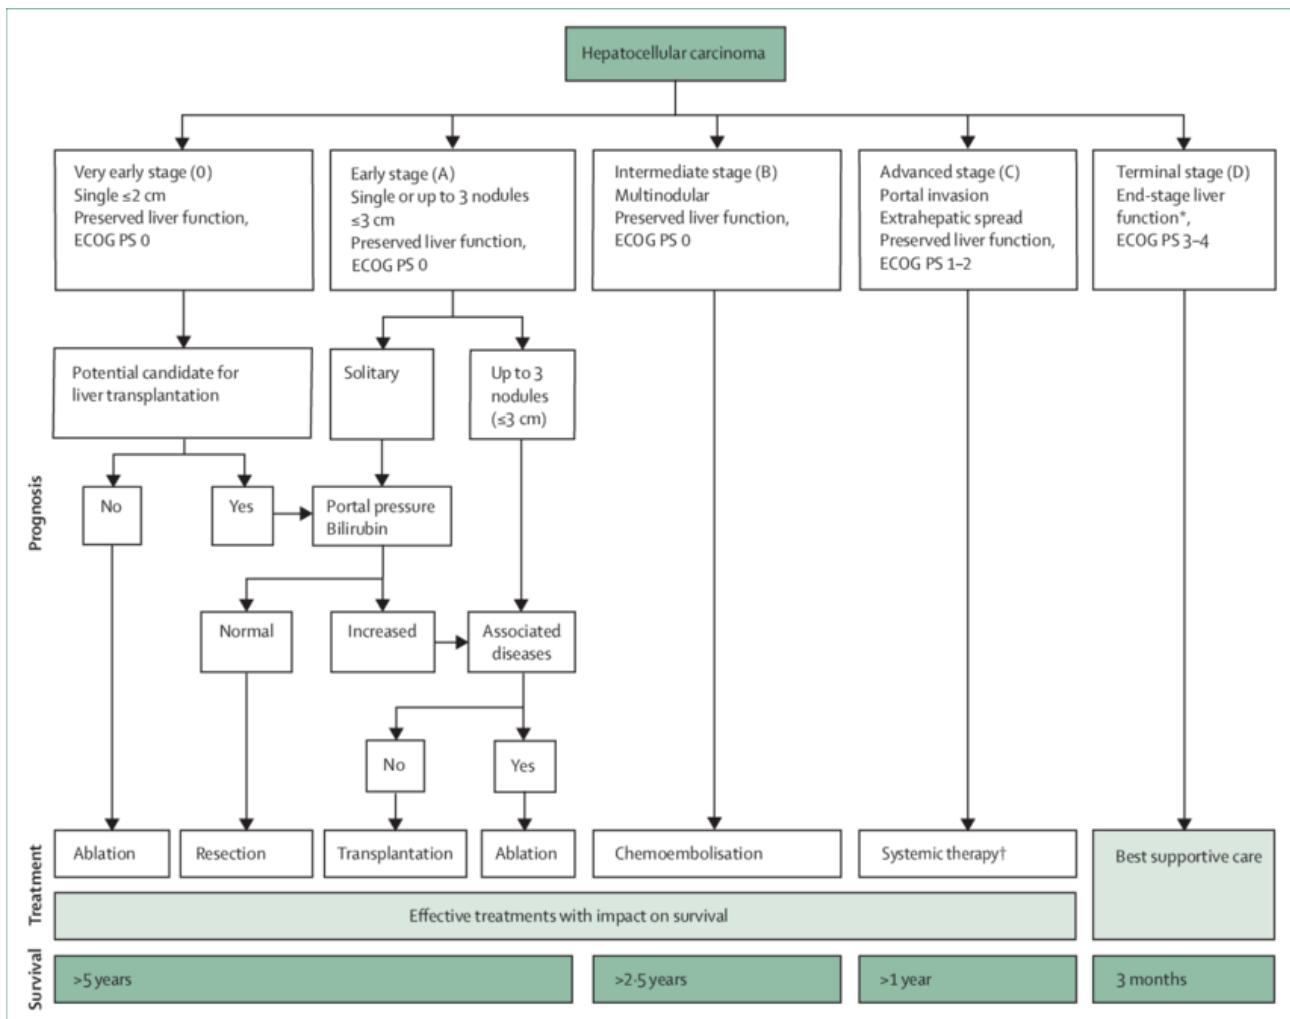 Hepatocellular carcinoma
Very early stage (0)
Single ≤2 cm
Preserved liver function,
ECOG PS 0
Early stage (A)
Single or up to 3 nodules
≤3 cm
Preserved liver function,
ECOG PS 0
Intermediate stage (B)
Multinodular
Preserved liver function,
ECOG PS 0
Advanced stage (C)
Portal invasion
Extrahepatic spread
Preserved liver function,
ECOG PS 1–2
Terminal stage (D)
End-stage liver
function*,
ECOG PS 3–4
Potential candidate for
liver transplantation
Solitary
Up to 3
nodules
(≤3 cm)
Prognosis
No
Yes
Portal pressure
Bilirubin
Normal
Increased
Associated
diseases
No
Yes
Treatment
Ablation
Resection
Transplantation
Ablation
Chemoembolisation
Systemic therapy†
Best supportive care
Effective treatments with impact on survival
Survival
>5 years
>2·5 years
>1 year
3 months